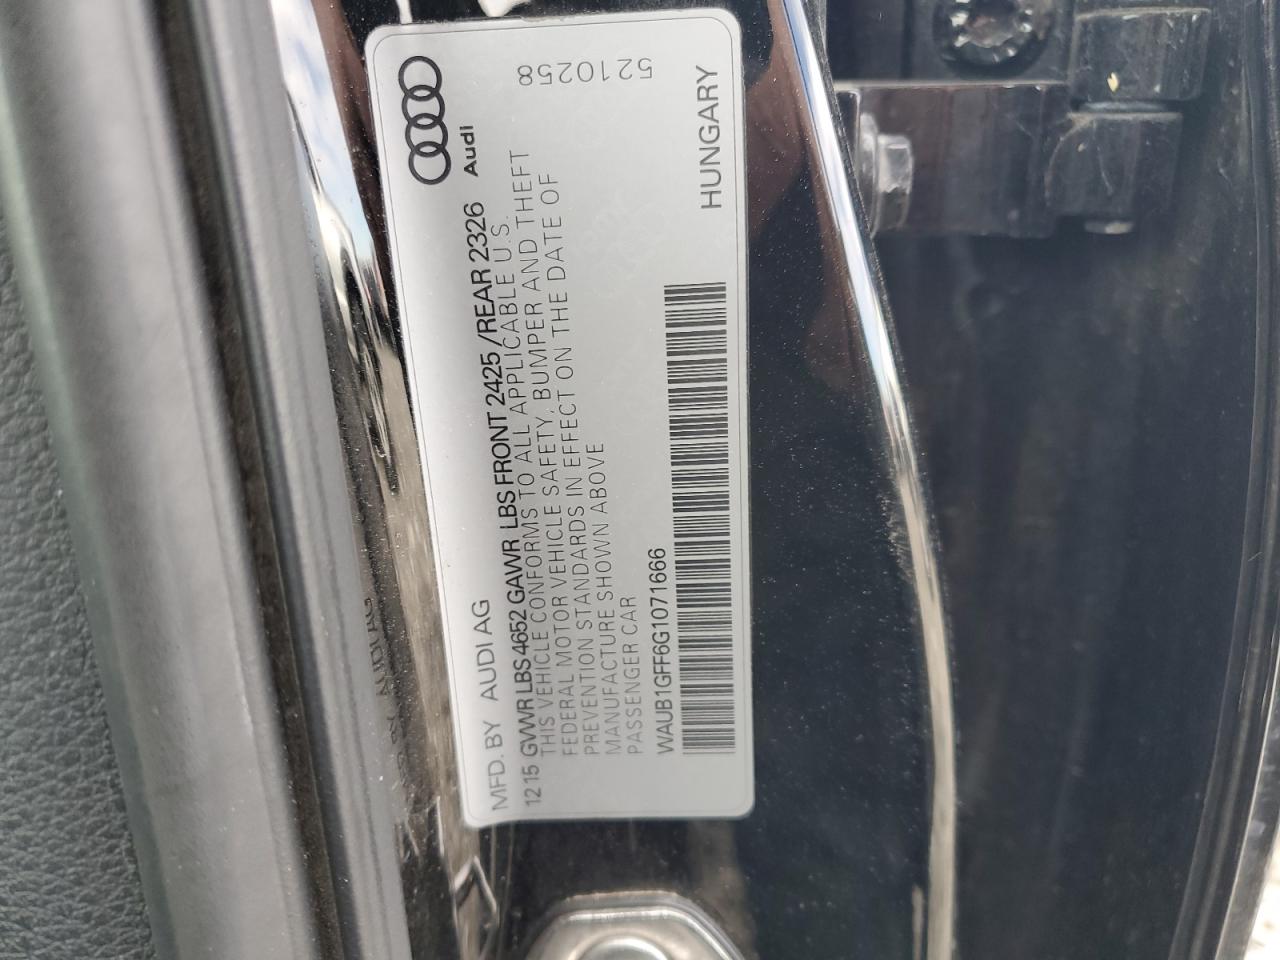 Audi
MFD. BY AUDI AG
12 15 GVWR LBS 4652 GAWR LBS FRONT 2425 /REAR 2326
THIS VEHICLE CONFORMS TO ALL APPLICABLE U.S.
FEDERAL MOTOR VEHICLE SAFETY, BUMPER AND THEFT
PREVENTION STANDARDS IN EFFECT ON THE DATE OF
MANUFACTURE SHOWN ABOVE
PASSENGER CAR
WAUB1GFF6G1071666
HUNGARY
5210258